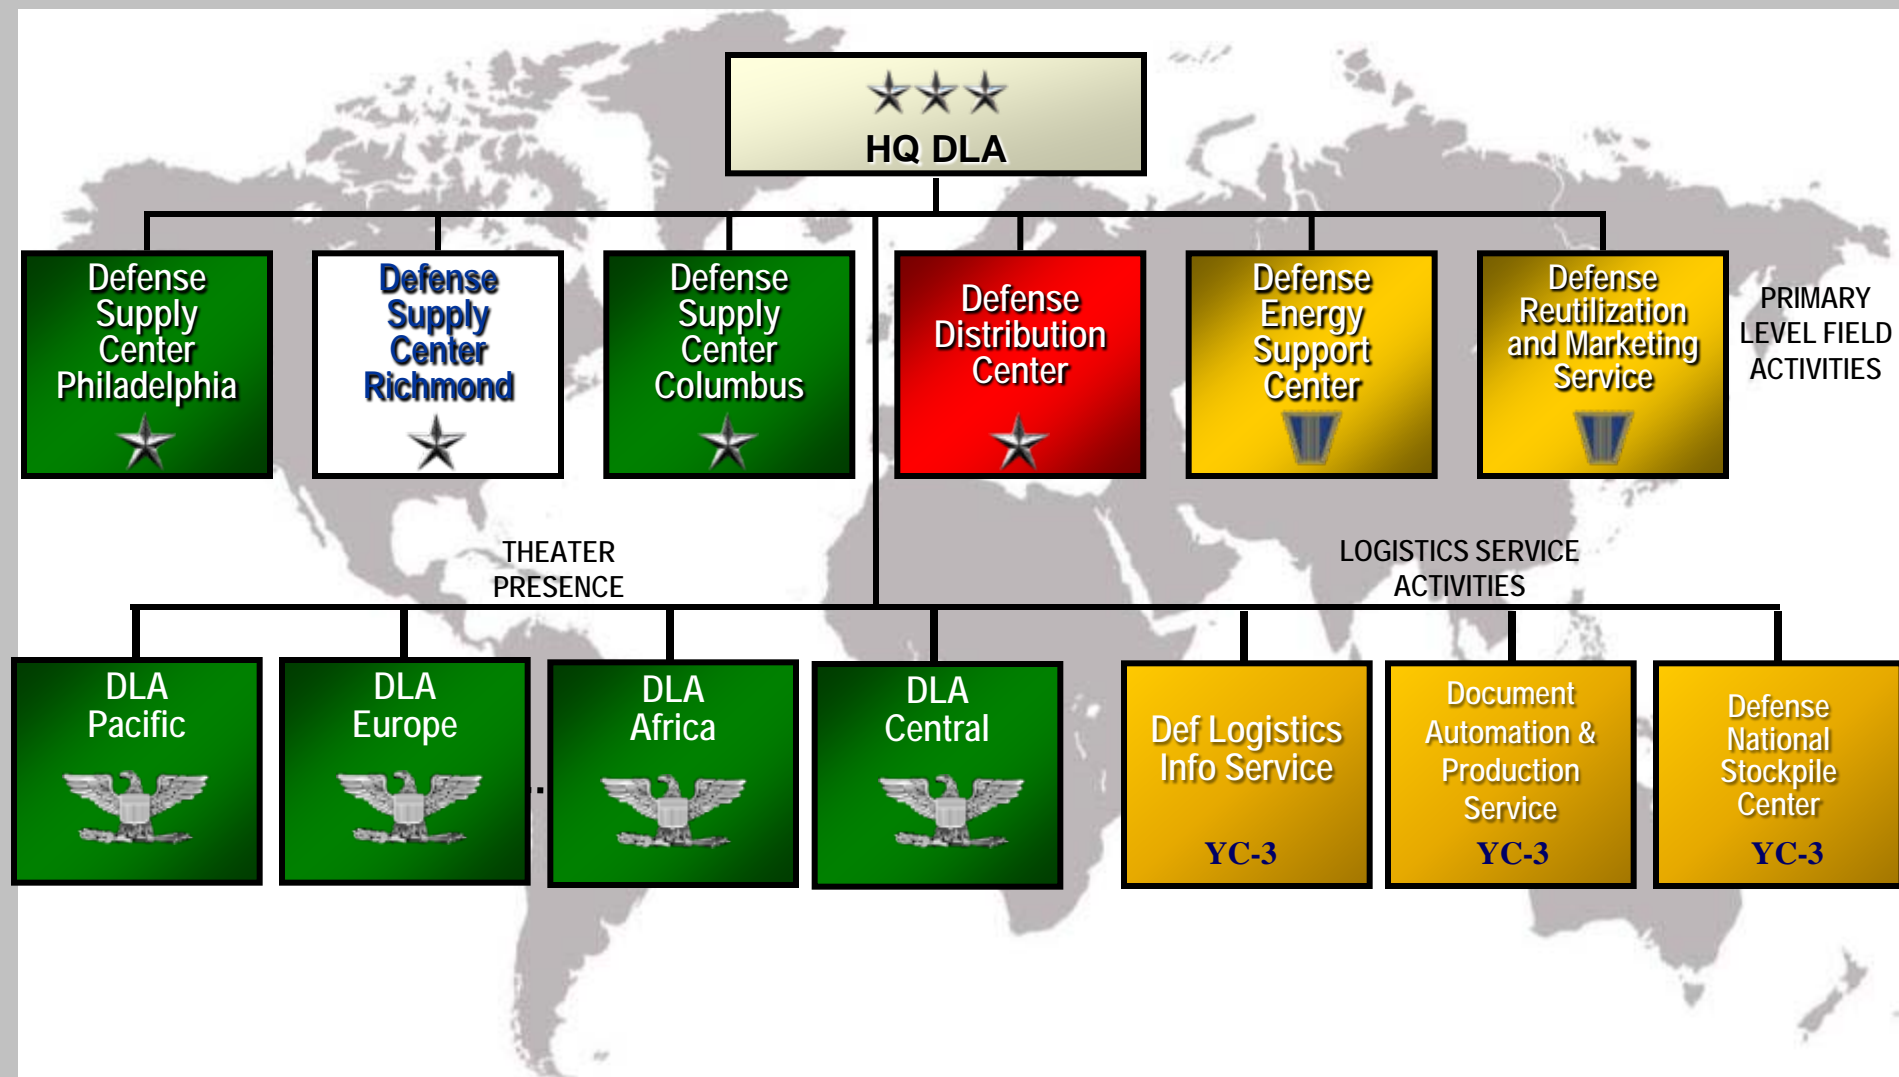 HQ DLA
Defense
Supply
Center
Philadelphia
Defense
Supply
Center
Richmond
Defense
Supply
Center
Columbus
Defense
Distribution
Center
Defense
Energy
Support
Center
Defense
Reutilization
and Marketing
Service
PRIMARY
LEVEL FIELD
ACTIVITIES
THEATER
PRESENCE
LOGISTICS SERVICE
ACTIVITIES
DLA
Pacific
DLA
Europe
DLA
Africa
DLA
Central
Def Logistics
Info Service
YC-3
Document
Automation &
Production
Service
YC-3
Defense
National
Stockpile
Center
YC-3